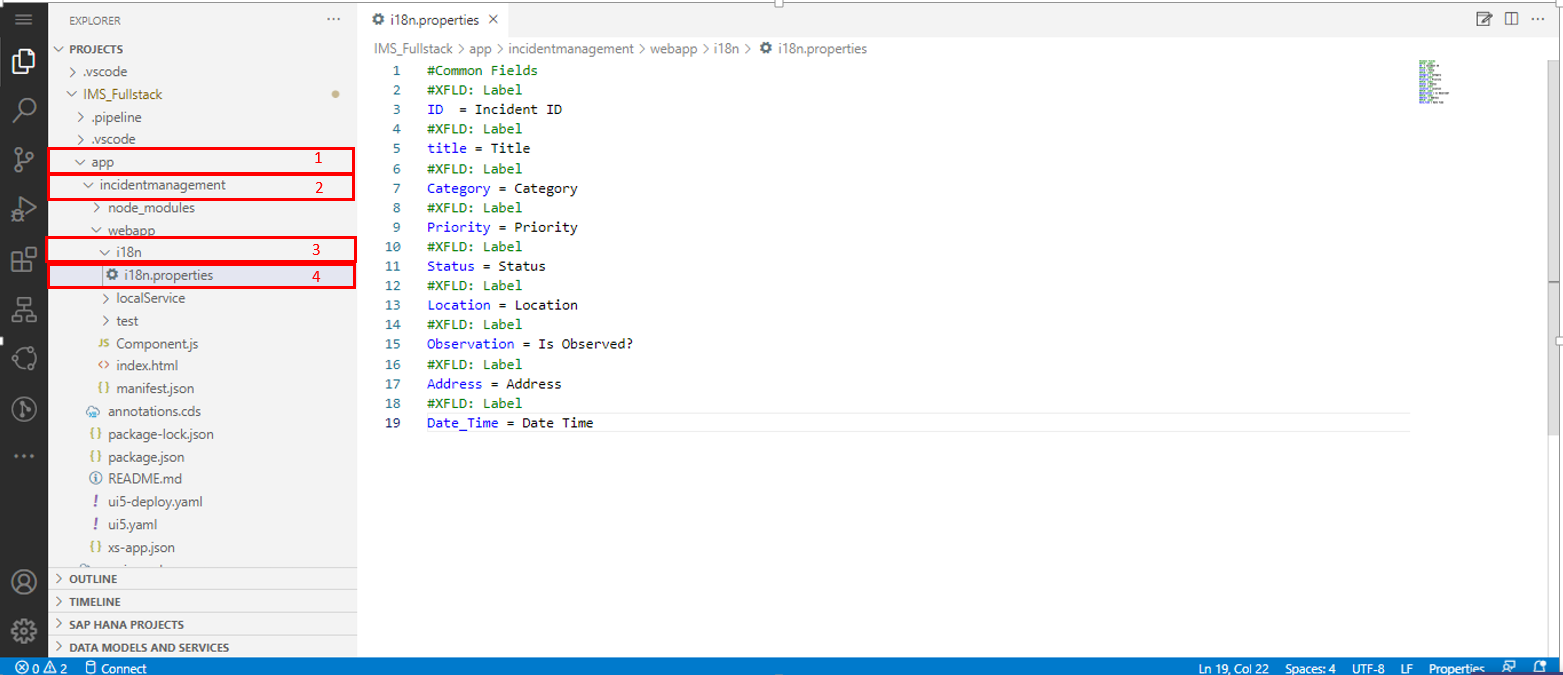 EXPLORER
PROJECTS
.vscode
IMS_Fullstack
.pipeline
.vscode
app 1
incidentmanagement 2
node_modules
webapp
i18n 3
i18n.properties 4
localService
test
JS Component.js
<> index.html
{} manifest.json
annotations.cds
{} package-lock.json
{} package.json
README.md
! ui5-deploy.yaml
! ui5.yaml
{} xs-app.json
OUTLINE
TIMELINE
SAP HANA PROJECTS
DATA MODELS AND SERVICES
i18n.properties
IMS_Fullstack > app > incidentmanagement > webapp > i18n > i18n.properties
1 #Common Fields
2 #XFLD: Label
3 ID  = Incident ID
4 #XFLD: Label
5 title = Title
6 #XFLD: Label
7 Category = Category
8 #XFLD: Label
9 Priority = Priority
10 #XFLD: Label
11 Status = Status
12 #XFLD: Label
13 Location = Location
14 #XFLD: Label
15 Observation = Is Observed?
16 #XFLD: Label
17 Address = Address
18 #XFLD: Label
19 Date_Time = Date Time
0 2 Connect Ln 19, Col 22 Spaces: 4 UTF-8 LF Properties